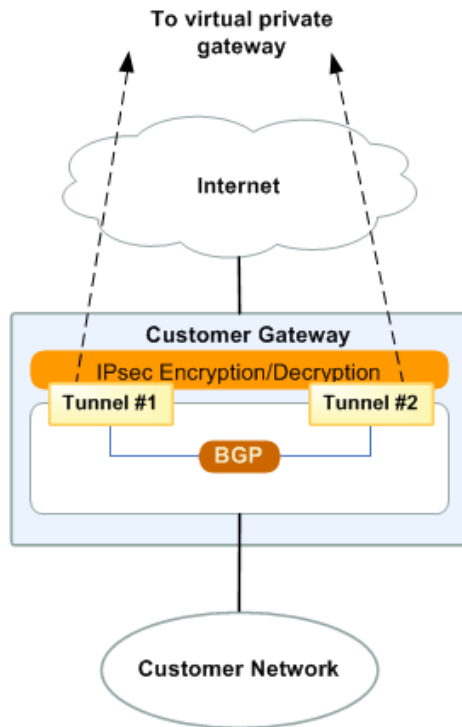 To virtual private
gateway
Internet
Customer Gateway
IPsec Encryption/Decryption
Tunnel #1
Tunnel #2
BGP
Customer Network